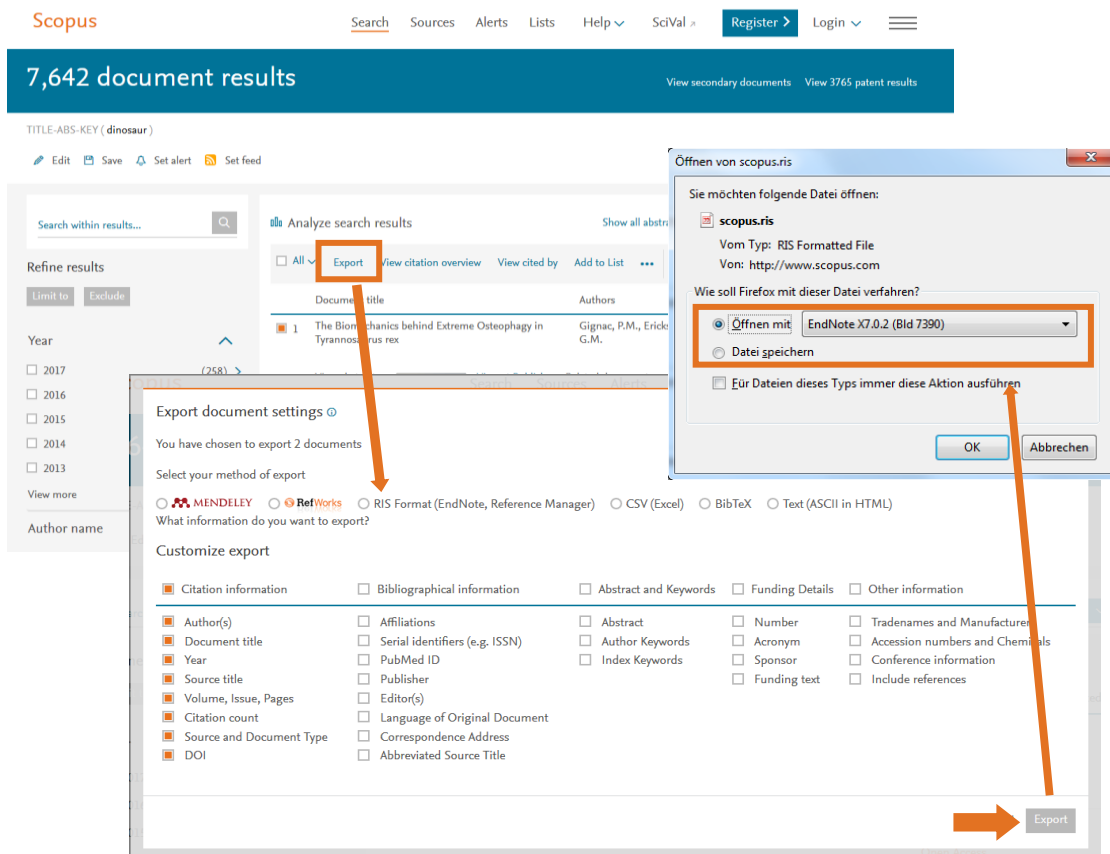 Scopus
Search Sources Alerts Lists Help SciVal Register Login
7,642 document results
View secondary documents View 3765 patent results
TITLE-ABS-KEY ( dinosaur )
Edit Save Set alert Set feed
Search within results...
Refine results
Limit to Exclude
Year
2017 (258)
2016
2015
2014
2013
View more
Author name
Analyze search results Show all abstra
All Export View citation overview View cited by Add to List •••
Document title Authors
1 The Biomechanics behind Extreme Osteophagy in Gignac, P.M., Ericks
Tyrannosaurus rex G.M.
Öffnen von scopus.ris
Sie möchten folgende Datei öffnen:
scopus.ris
Vom Typ: RIS Formatted File
Von: http://www.scopus.com
Wie soll Firefox mit dieser Datei verfahren?
Öffnen mit EndNote X7.0.2 (Bld 7390)
Datei speichern
Für Dateien dieses Typs immer diese Aktion ausführen
OK Abbrechen
Search Sources Alerts
Export document settings
You have chosen to export 2 documents
Select your method of export
MENDELEY RefWorks RIS Format (EndNote, Reference Manager) CSV (Excel) BibTeX Text (ASCII in HTML)
What information do you want to export?
Customize export
Citation information Bibliographical information Abstract and Keywords Funding Details Other information
Author(s) Affiliations Abstract Number Tradenames and Manufacturer
Document title Serial identifiers (e.g. ISSN) Author Keywords Acronym Accession numbers and Chemicals
Year PubMed ID Index Keywords Sponsor Conference information
Source title Publisher Funding text Include references
Volume, Issue, Pages Editor(s)
Citation count Language of Original Document
Source and Document Type Correspondence Address
DOI Abbreviated Source Title
Export